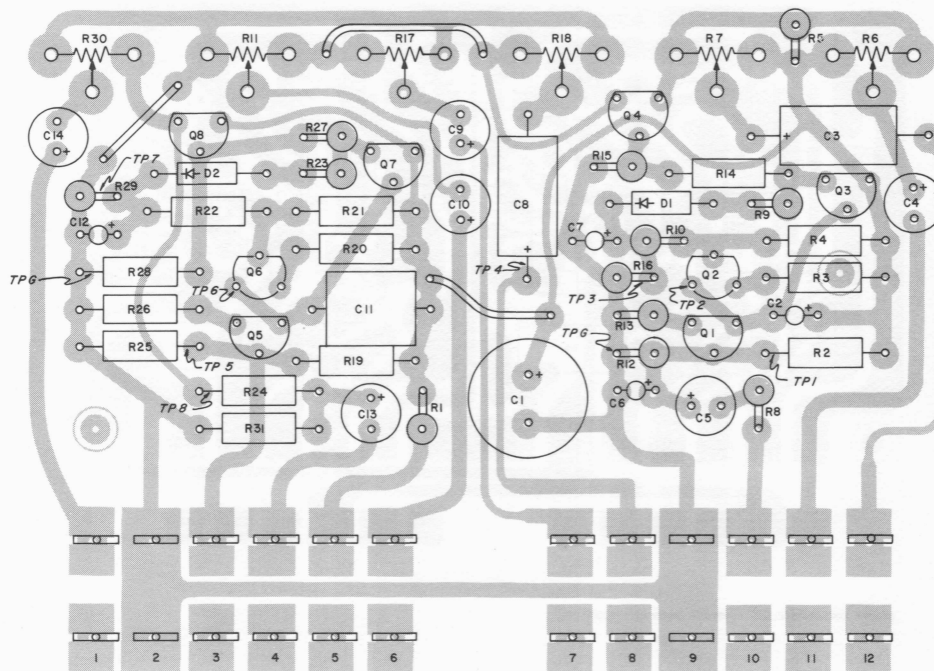 R30 R11 R17 R18 R7 R5 R6
C14 Q8 R27 C9 Q4 C3
TP7 D2 R23 Q7 R15 R14 Q3
R29 C10 C8 D1 R9 C4
C12 R22 R21 C7 R10 R4
TPG R28 Q6 R20 TP4 R16 Q2 R3
TP6 TP3 TP2
R26 C11 R13 C2
R25 Q5 TPG Q1
TP5 R19 R12 R2
TP8 R24 C1 C6 TP1
R31 C13 R1 C5 R8
1 2 3 4 5 6 7 8 9 10 11 12